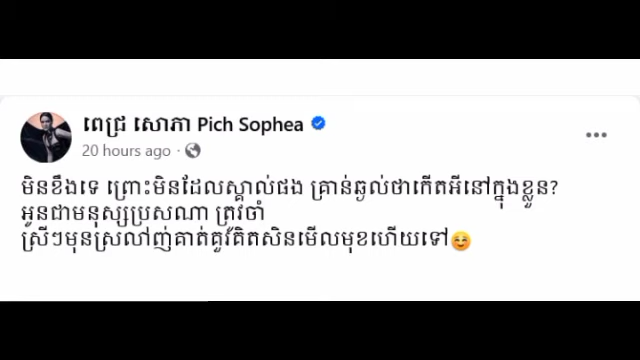 ពេជ្រ សោភា Pich Sophea
20 hours ago ·
មិនខឹងទេ ព្រោះមិនដែលស្គាល់ផង គ្រាន់ឆ្ងល់ថាកើតអីនៅក្នុងខ្លួន?
អូនជាមនុស្សប្រសណា ត្រូវចាំ
ស្រីៗមុនស្រលាញ់គាត់គួរគិតសិនមើលមុខហើយទៅ☺️